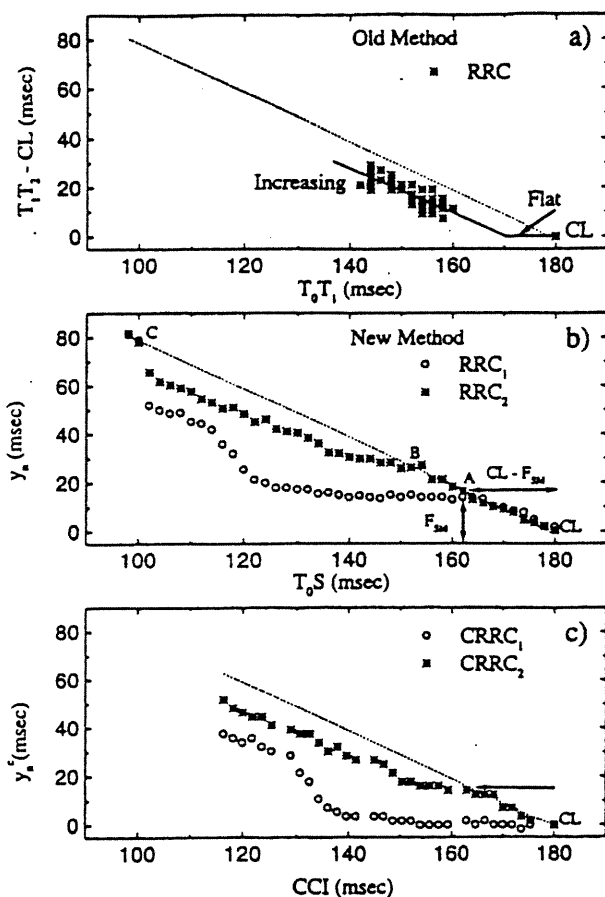 Old Method a)
RRC
T₁T₂ - CL (msec)
80
60
40
20
0
Increasing
Flat
CL
100 120 140 160 180
T₀T₁ (msec)
New Method b)
RRC₁
RRC₂
yₙ (msec)
80
60
40
20
0
C
B
A
CL - F_SM
F_SM
CL
100 120 140 160 180
T₀S (msec)
c)
CRRC₁
CRRC₂
yₙᶜ(msec)
80
60
40
20
0
CL
100 120 140 160 180
CCI (msec)